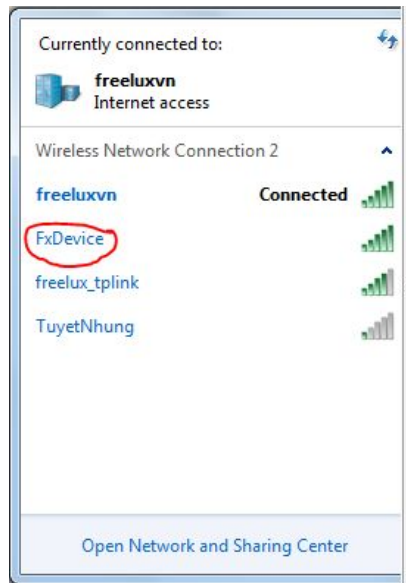 Currently connected to:
freeluxvn
Internet access
Wireless Network Connection 2
freeluxvn Connected
FxDevice
freelux_tplink
TuyetNhung
Open Network and Sharing Center